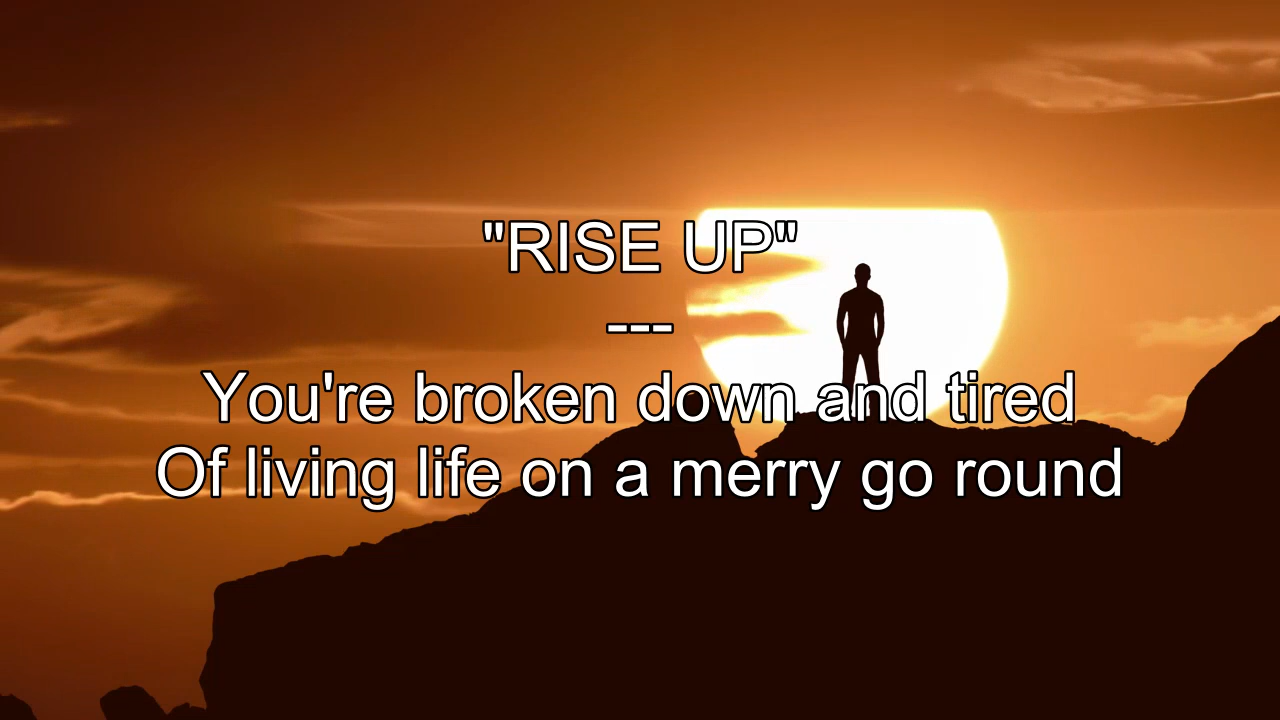 "RISE UP"
---
You're broken down and tired
Of living life on a merry go round